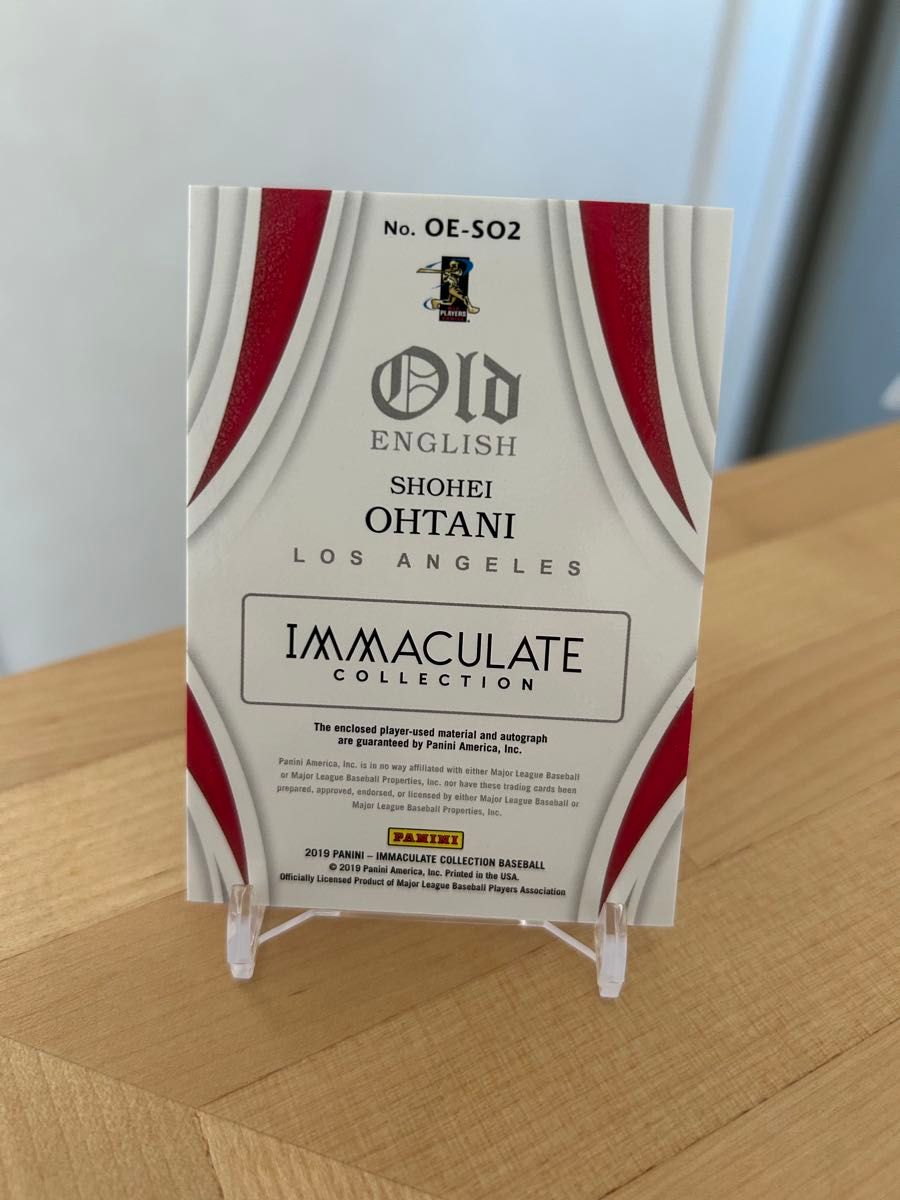 No. OE-SO2
PLAYERS
Old
ENGLISH
SHOHEI
OHTANI
LOS ANGELES
IMMACULATE
COLLECTION
The enclosed player-used material and autograph
are guaranteed by Panini America, Inc.
Panini America, Inc. is in no way affiliated with either Major League Baseball
or Major League Baseball Properties, Inc. nor have these trading cards been
prepared, approved, endorsed, or licensed by either Major League Baseball or
Major League Baseball Properties, Inc.
PANINI
2019 PANINI – IMMACULATE COLLECTION BASEBALL
© 2019 Panini America, Inc. Printed in the USA.
Officially Licensed Product of Major League Baseball Players Association